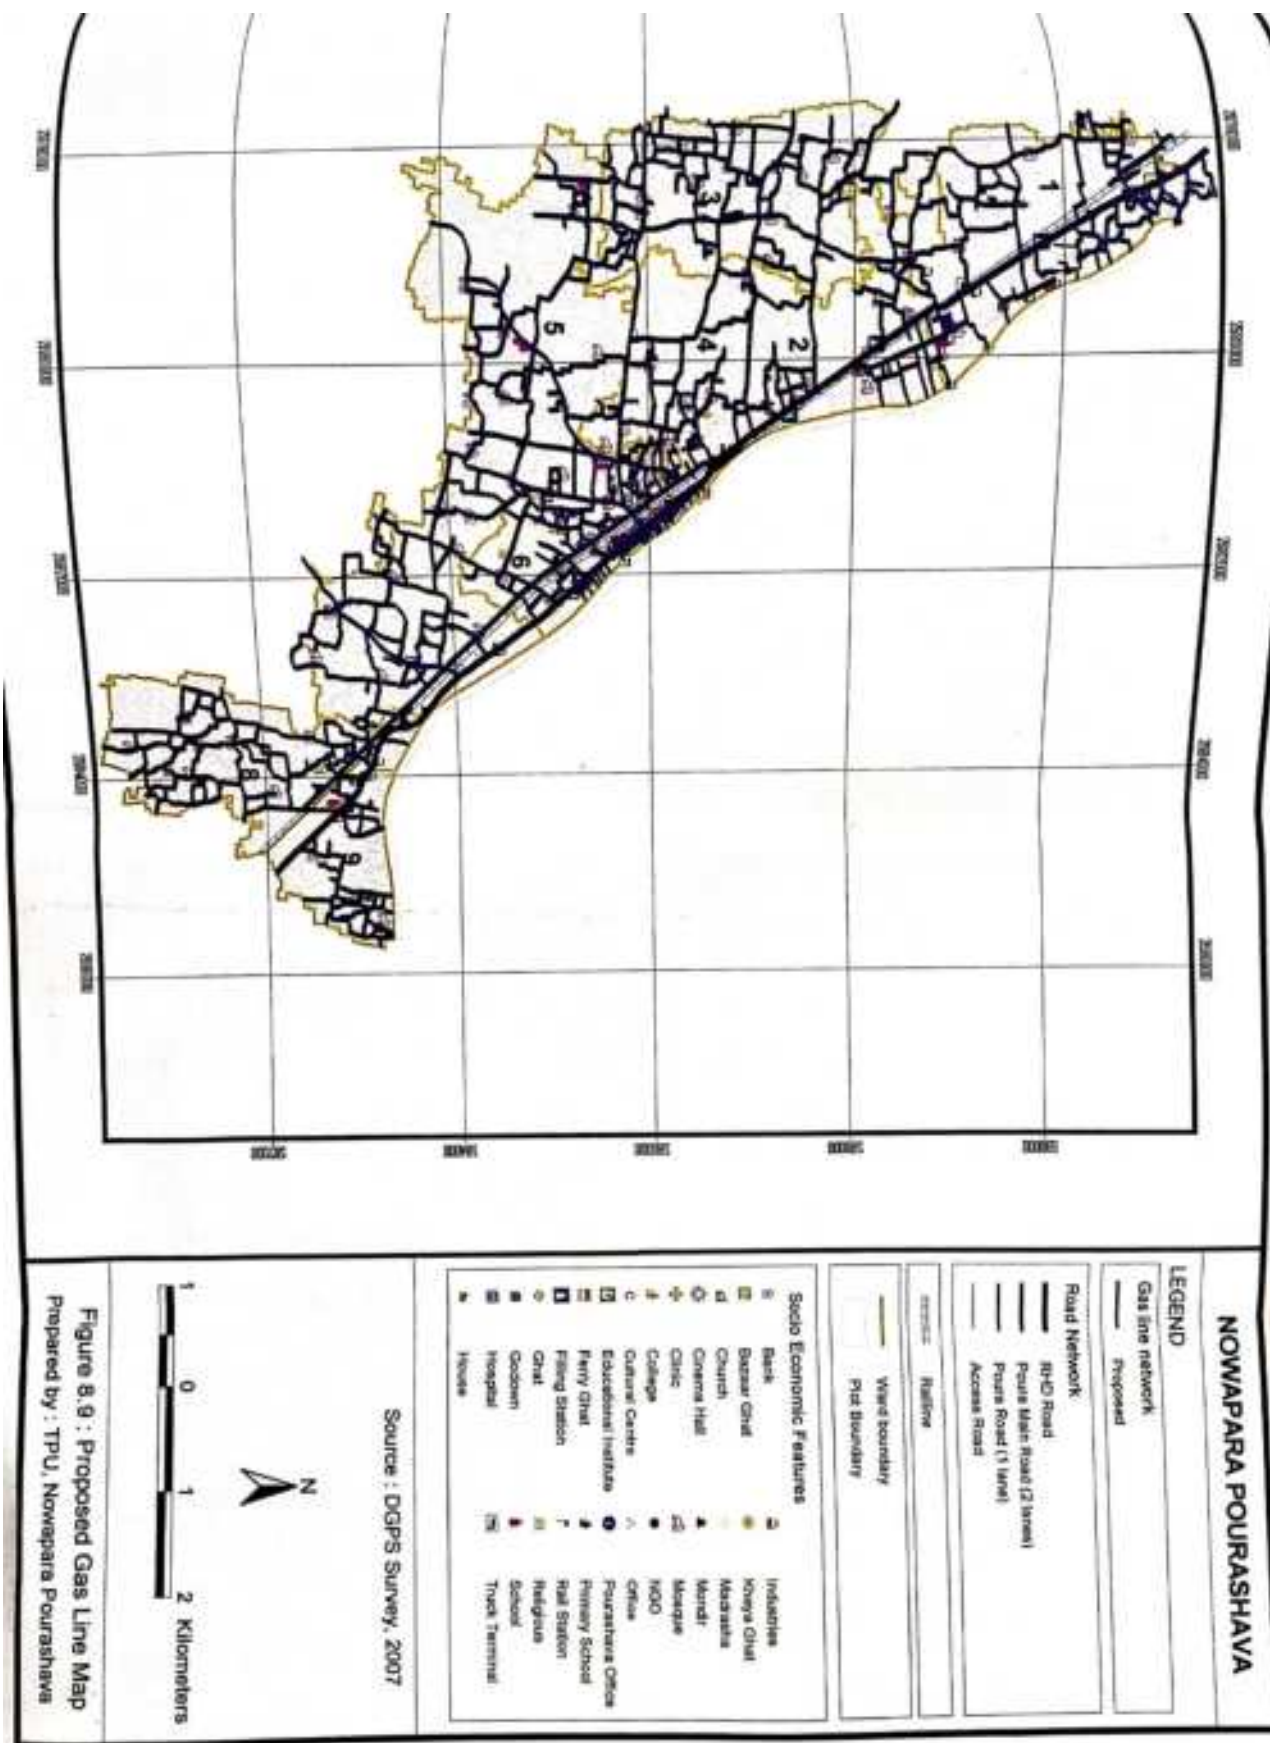 NOWAPARA POURASHAVA
LEGEND
Gas line network
Proposed
Road Network
RHD Road
Poura Main Road (2 lanes)
Poura Road (1 lane)
Access Road
Railline
Ward boundary
Plot Boundary
Socio Economic Features
Bank
Bazaar Ghat
Church
Cinema Hall
Clinic
College
Cultural Centre
Educational Institute
Ferry Ghat
Filling Station
Ghat
Godown
Hospital
House
Industries
Kheya Ghat
Madrasha
Mandir
Mosque
NGO
Office
Pourashava Office
Primary School
Rail Station
Religious
School
Truck Terminal
Source : DGPS Survey, 2007
N
1 0 1 2 Kilometers
Figure 8.9 : Proposed Gas Line Map
Prepared by : TPU, Nowapara Pourashava
1
2
3
4
5
6
8
9